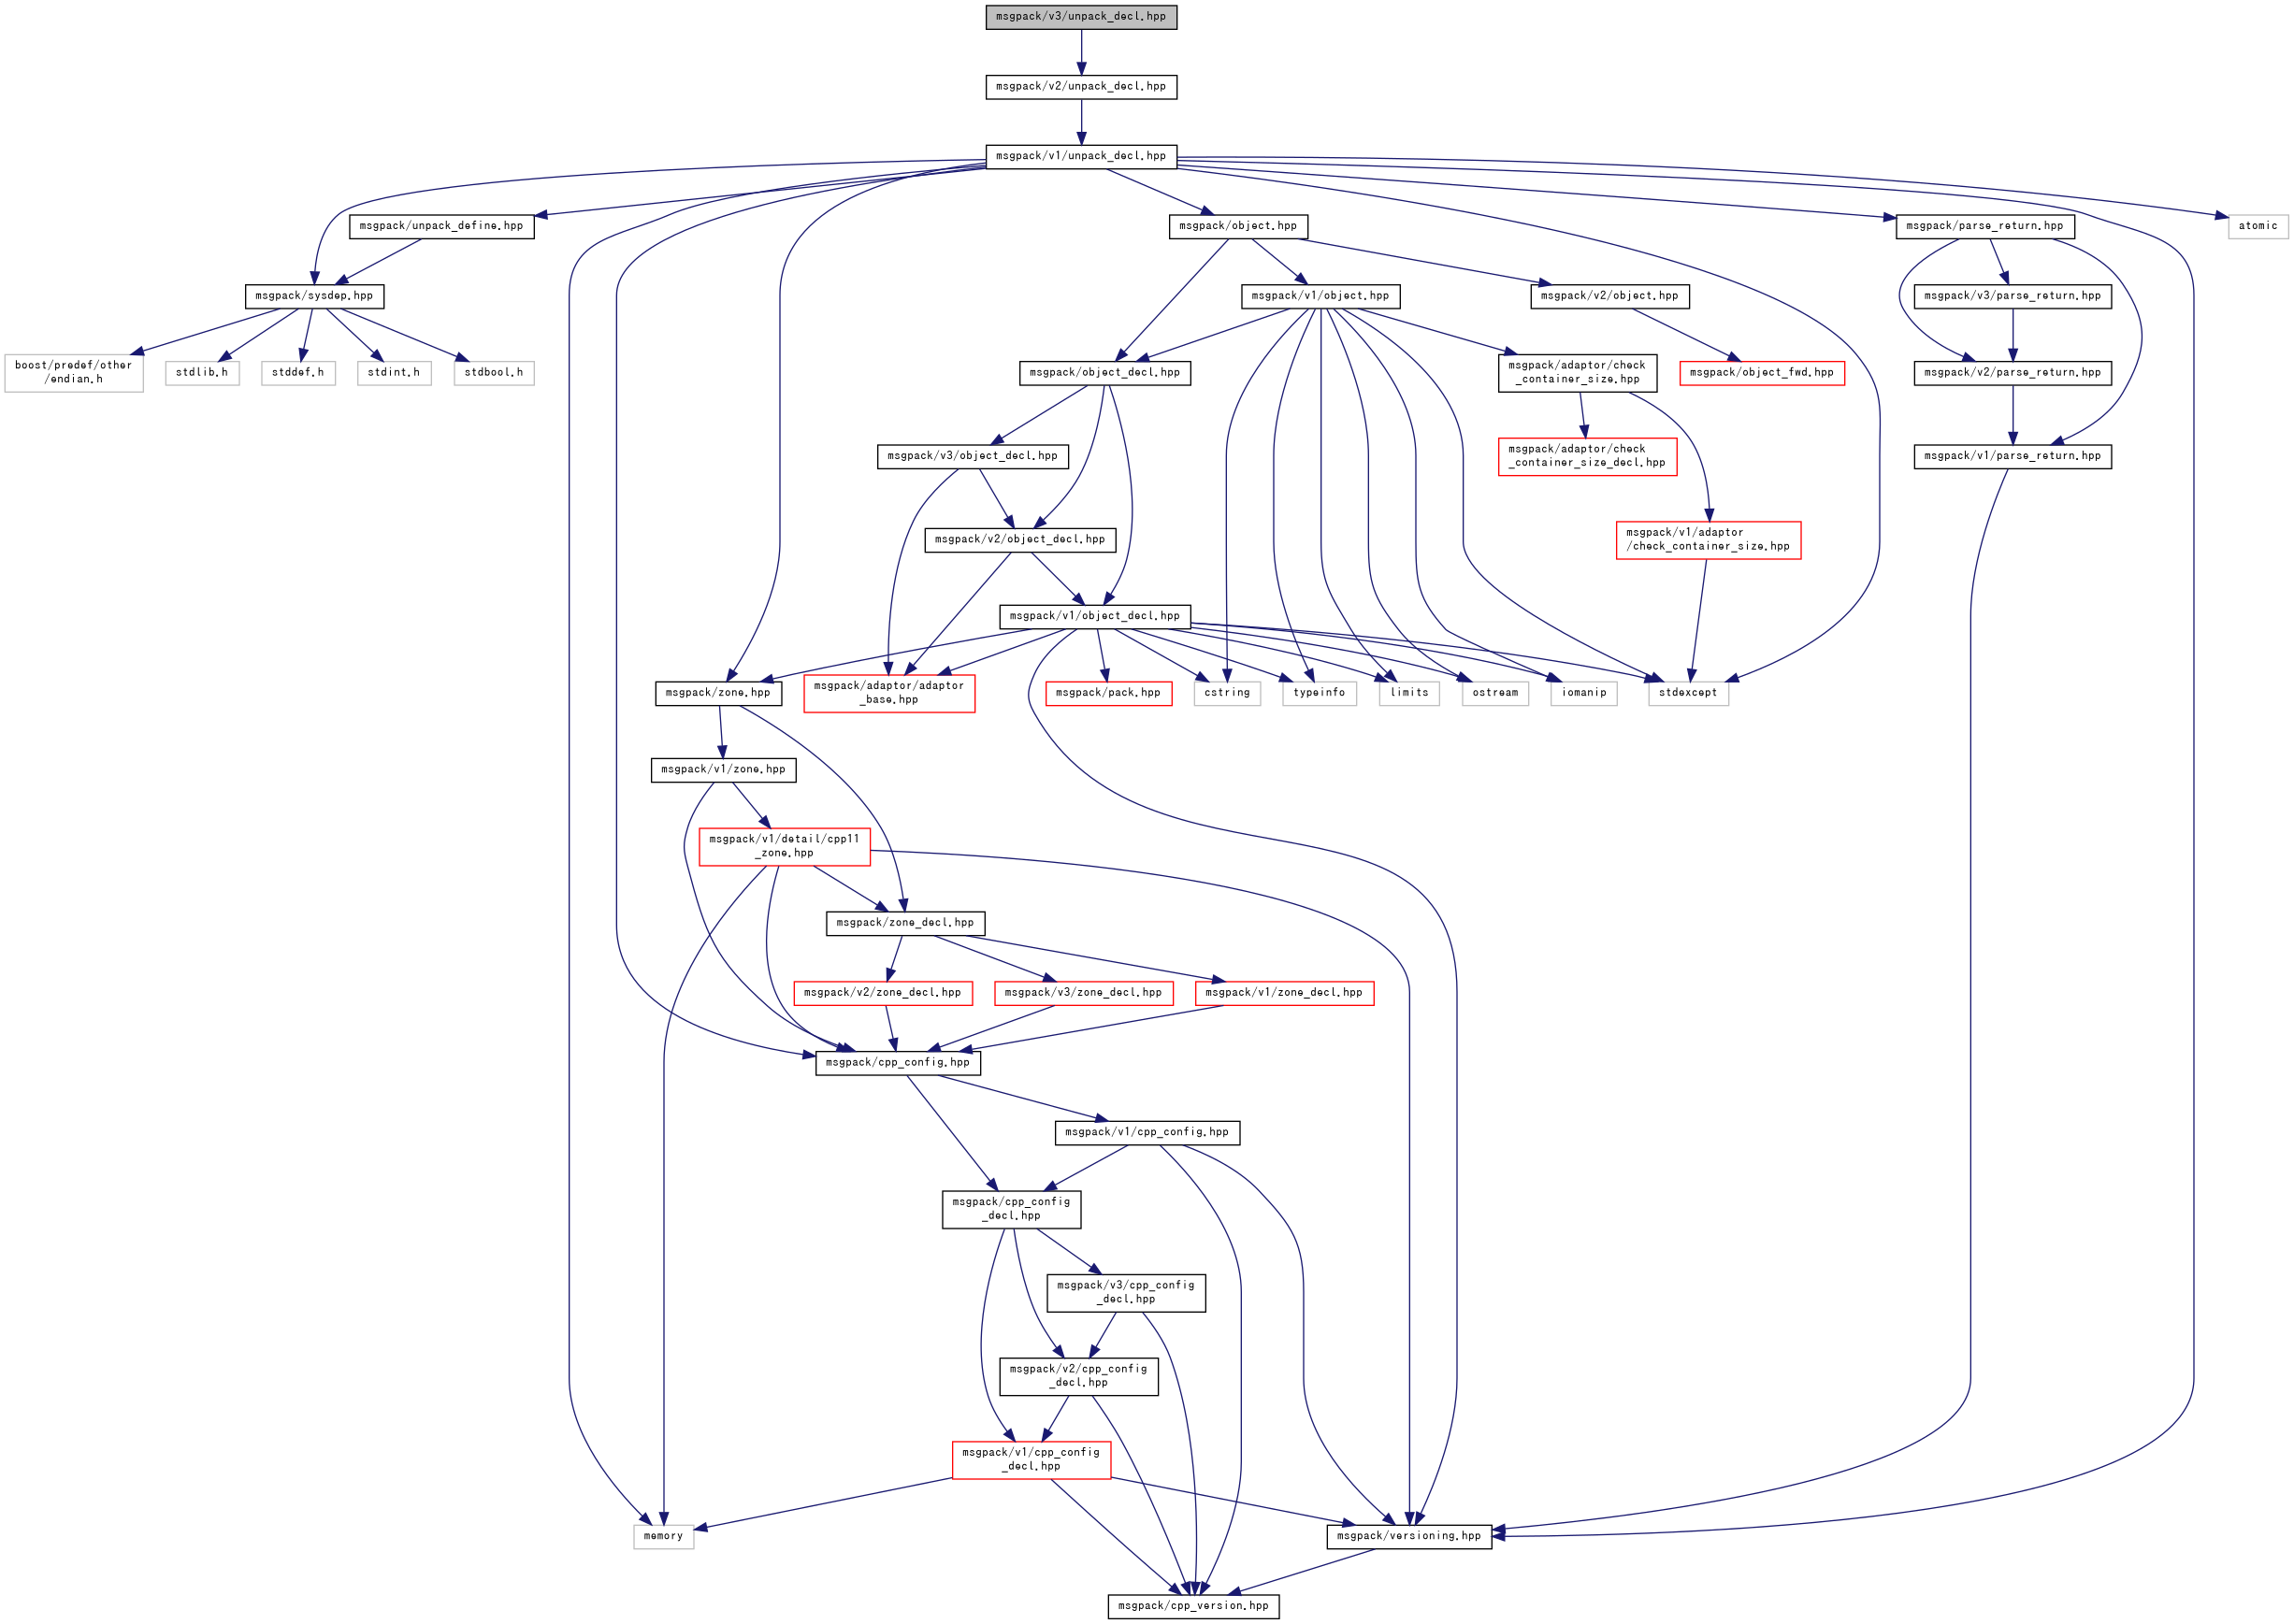 msgpack/v3/unpack_decl.hpp
msgpack/v2/unpack_decl.hpp
msgpack/v1/unpack_decl.hpp
msgpack/unpack_define.hpp
msgpack/object.hpp
msgpack/parse_return.hpp
atomic
msgpack/sysdep.hpp
msgpack/v1/object.hpp
msgpack/v2/object.hpp
msgpack/v3/parse_return.hpp
boost/predef/other
/endian.h
stdlib.h
stddef.h
stdint.h
stdbool.h
msgpack/object_decl.hpp
msgpack/adaptor/check
_container_size.hpp
msgpack/object_fwd.hpp
msgpack/v2/parse_return.hpp
msgpack/v3/object_decl.hpp
msgpack/adaptor/check
_container_size_decl.hpp
msgpack/v1/parse_return.hpp
msgpack/v2/object_decl.hpp
msgpack/v1/adaptor
/check_container_size.hpp
msgpack/v1/object_decl.hpp
msgpack/zone.hpp
msgpack/adaptor/adaptor
_base.hpp
msgpack/pack.hpp
cstring
typeinfo
limits
ostream
iomanip
stdexcept
msgpack/v1/zone.hpp
msgpack/v1/detail/cpp11
_zone.hpp
msgpack/zone_decl.hpp
msgpack/v2/zone_decl.hpp
msgpack/v3/zone_decl.hpp
msgpack/v1/zone_decl.hpp
msgpack/cpp_config.hpp
msgpack/v1/cpp_config.hpp
msgpack/cpp_config
_decl.hpp
msgpack/v3/cpp_config
_decl.hpp
msgpack/v2/cpp_config
_decl.hpp
msgpack/v1/cpp_config
_decl.hpp
memory
msgpack/versioning.hpp
msgpack/cpp_version.hpp